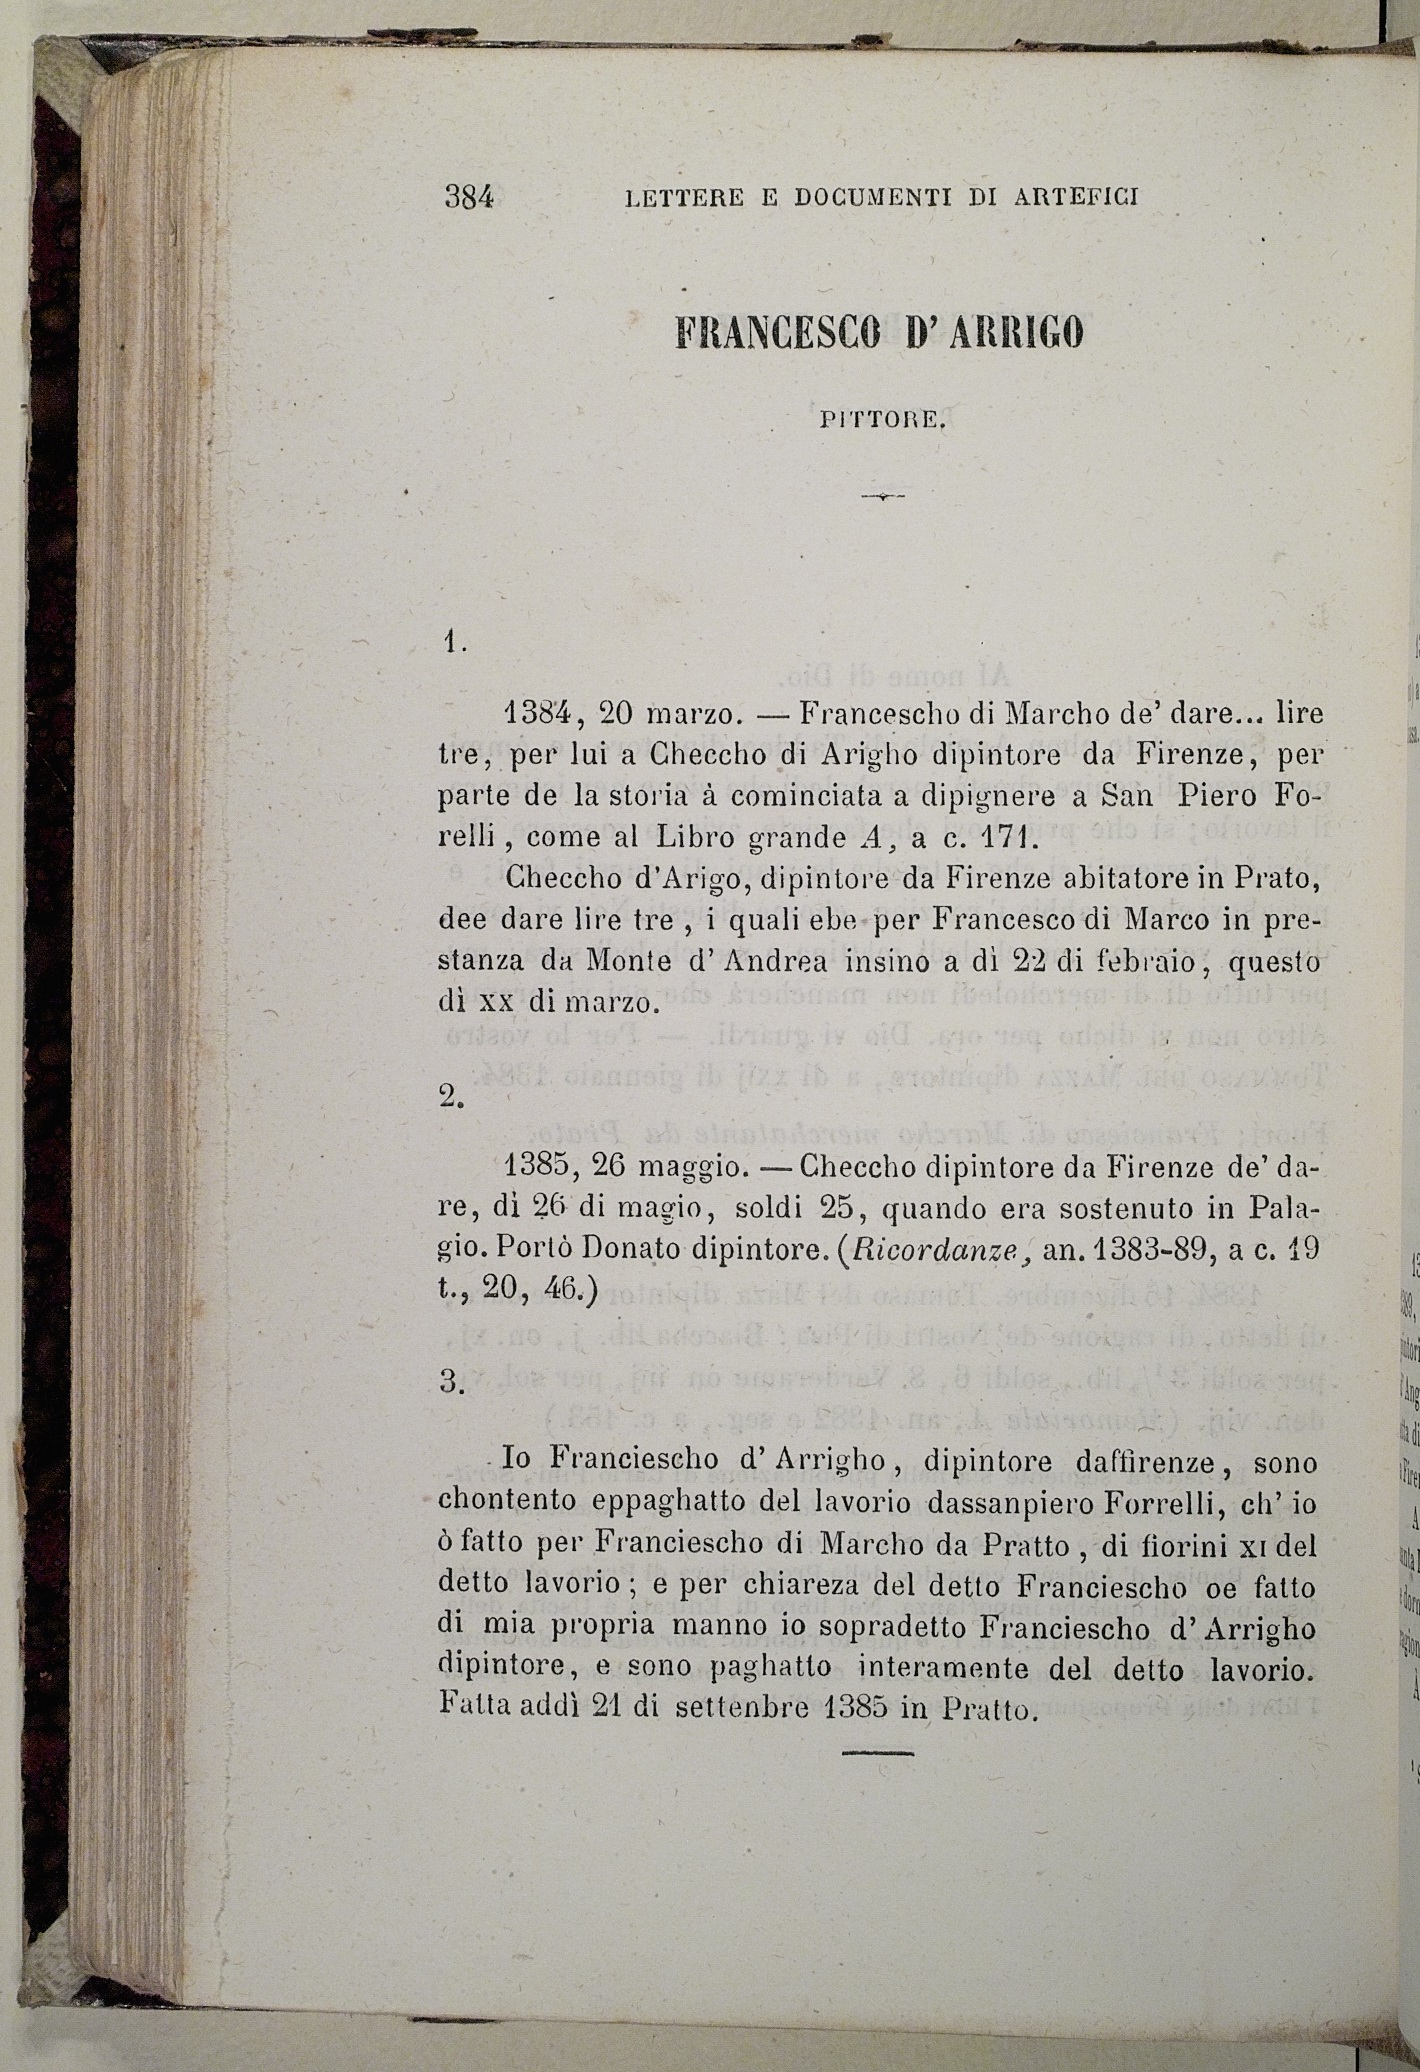 384 LETTERE E DOCUMENTI DI ARTEFICI
FRANCESCO D' ARRIGO
PITTORE.
1.
1384, 20 marzo. — Francescho di Marcho de' dare... lire
tre, per lui a Checcho di Arigho dipintore da Firenze, per
parte de la storia à cominciata a dipignere a San Piero Fo-
relli, come al Libro grande A, a c. 171.
Checcho d'Arigo, dipintore da Firenze abitatore in Prato,
dee dare lire tre, i quali ebe per Francesco di Marco in pre-
stanza da Monte d' Andrea insino a dì 22 di febraio, questo
dì xx di marzo.
2.
1385, 26 maggio. — Checcho dipintore da Firenze de' da-
re, dì 26 di magio, soldi 25, quando era sostenuto in Pala-
gio. Portò Donato dipintore. (Ricordanze, an. 1383-89, a c. 19
t., 20, 46.)
3.
Io Franciescho d' Arrigho, dipintore daffirenze, sono
chontento eppaghatto del lavorio dassanpiero Forrelli, ch' io
ò fatto per Franciescho di Marcho da Pratto, di fiorini xi del
detto lavorio; e per chiareza del detto Franciescho oe fatto
di mia propria manno io sopradetto Franciescho d' Arrigho
dipintore, e sono paghatto interamente del detto lavorio.
Fatta addì 21 di settenbre 1385 in Pratto.